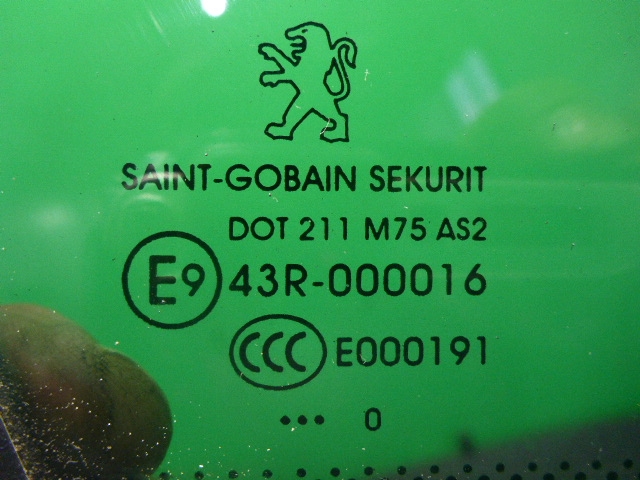 SAINT-GOBAIN SEKURIT
DOT 211 M75 AS2
E9 43R-000016
CCC E000191
••• 0